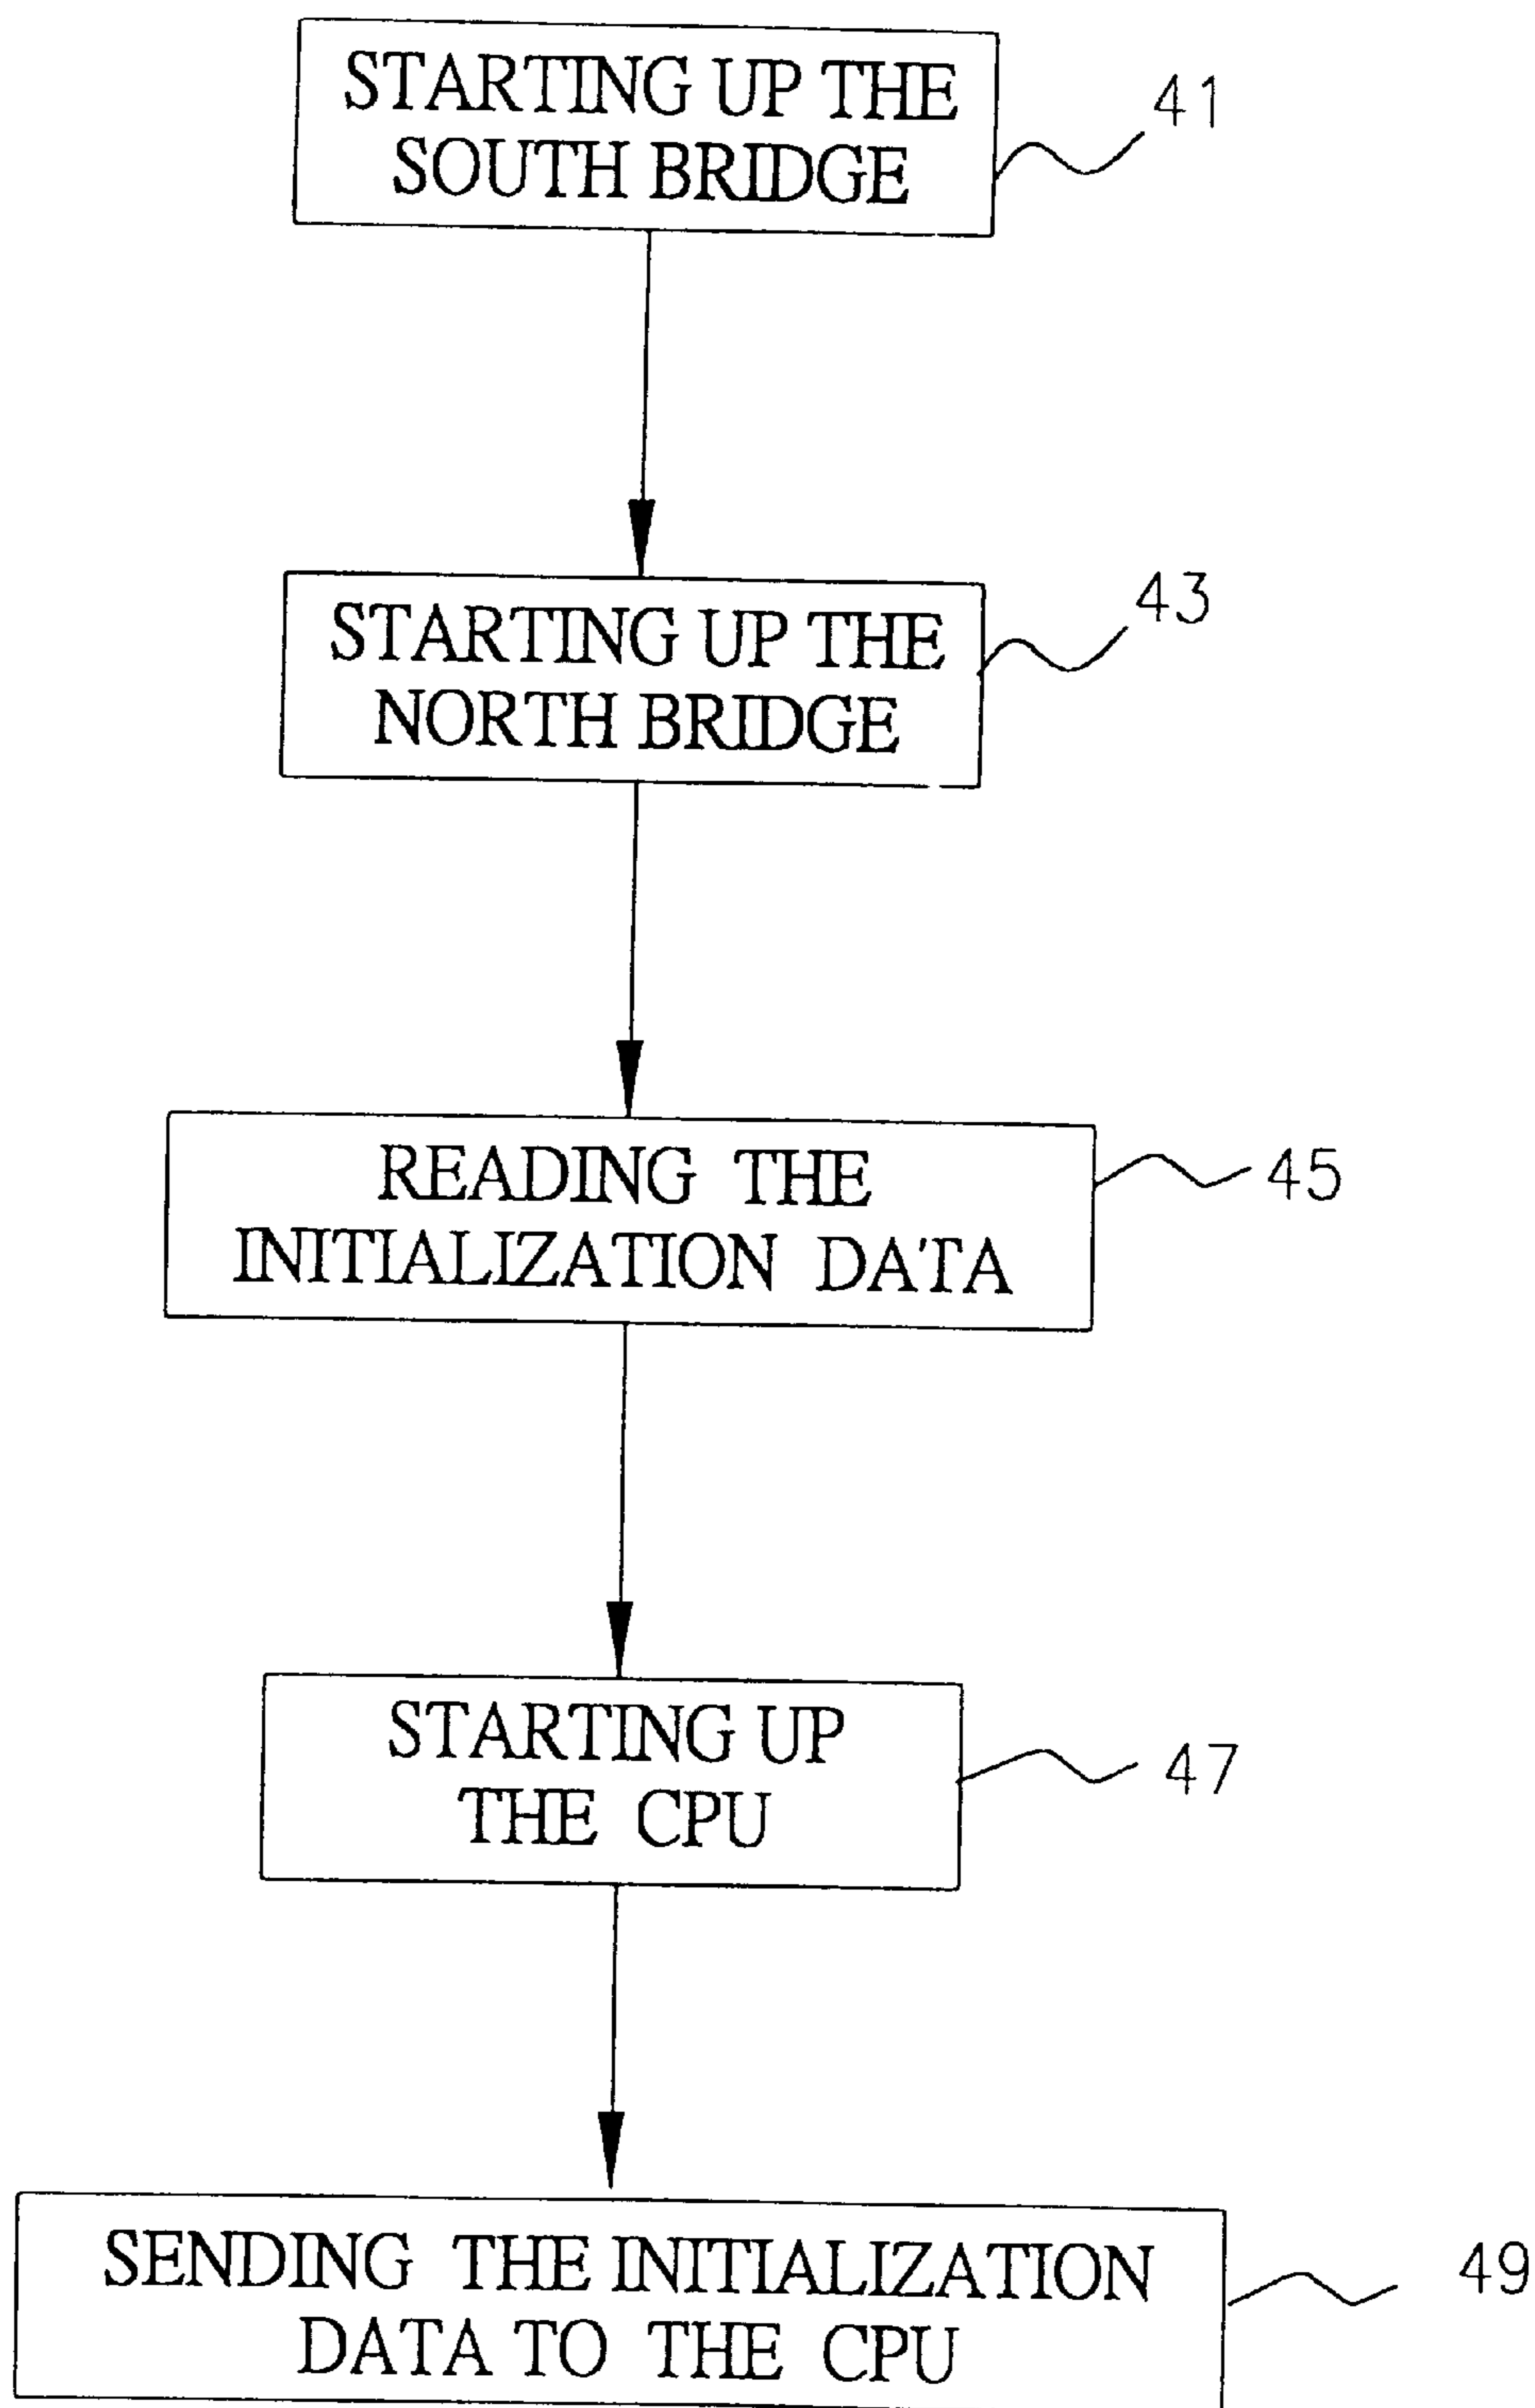 STARTING UP THE
SOUTH BRIDGE
41
STARTING UP THE
NORTH BRIDGE
43
READING THE
INITIALIZATION DATA
45
STARTING UP
THE CPU
47
SENDING THE INITIALIZATION
DATA TO THE CPU
49